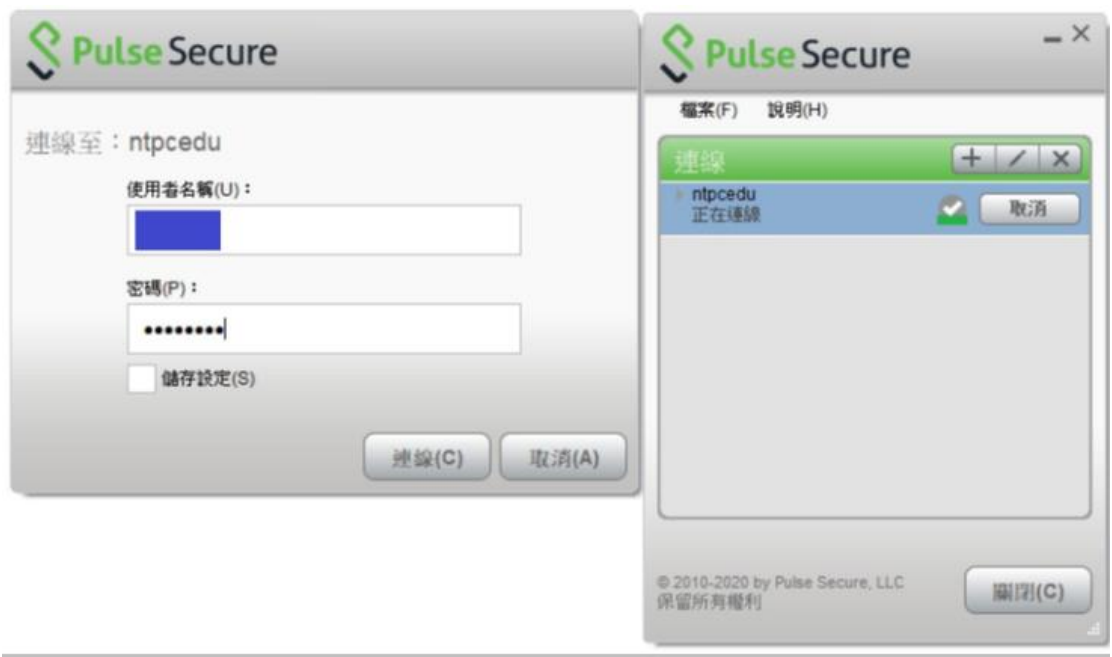 Pulse Secure
連線至：ntpcedu
使用者名稱(U)：
密碼(P)：
儲存設定(S)
連線(C)
取消(A)
Pulse Secure
檔案(F) 說明(H)
連線
ntpcedu
正在連線
取消
© 2010-2020 by Pulse Secure, LLC
保留所有權利
關閉(C)